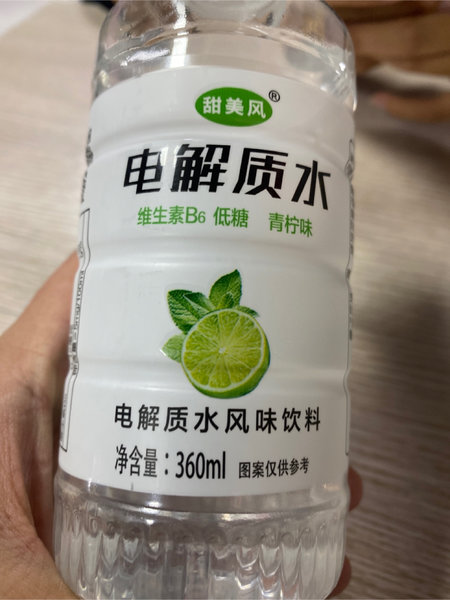 甜美风®
电解质水
维生素B6 低糖 青柠味
电解质水风味饮料
净含量：360ml 图案仅供参考